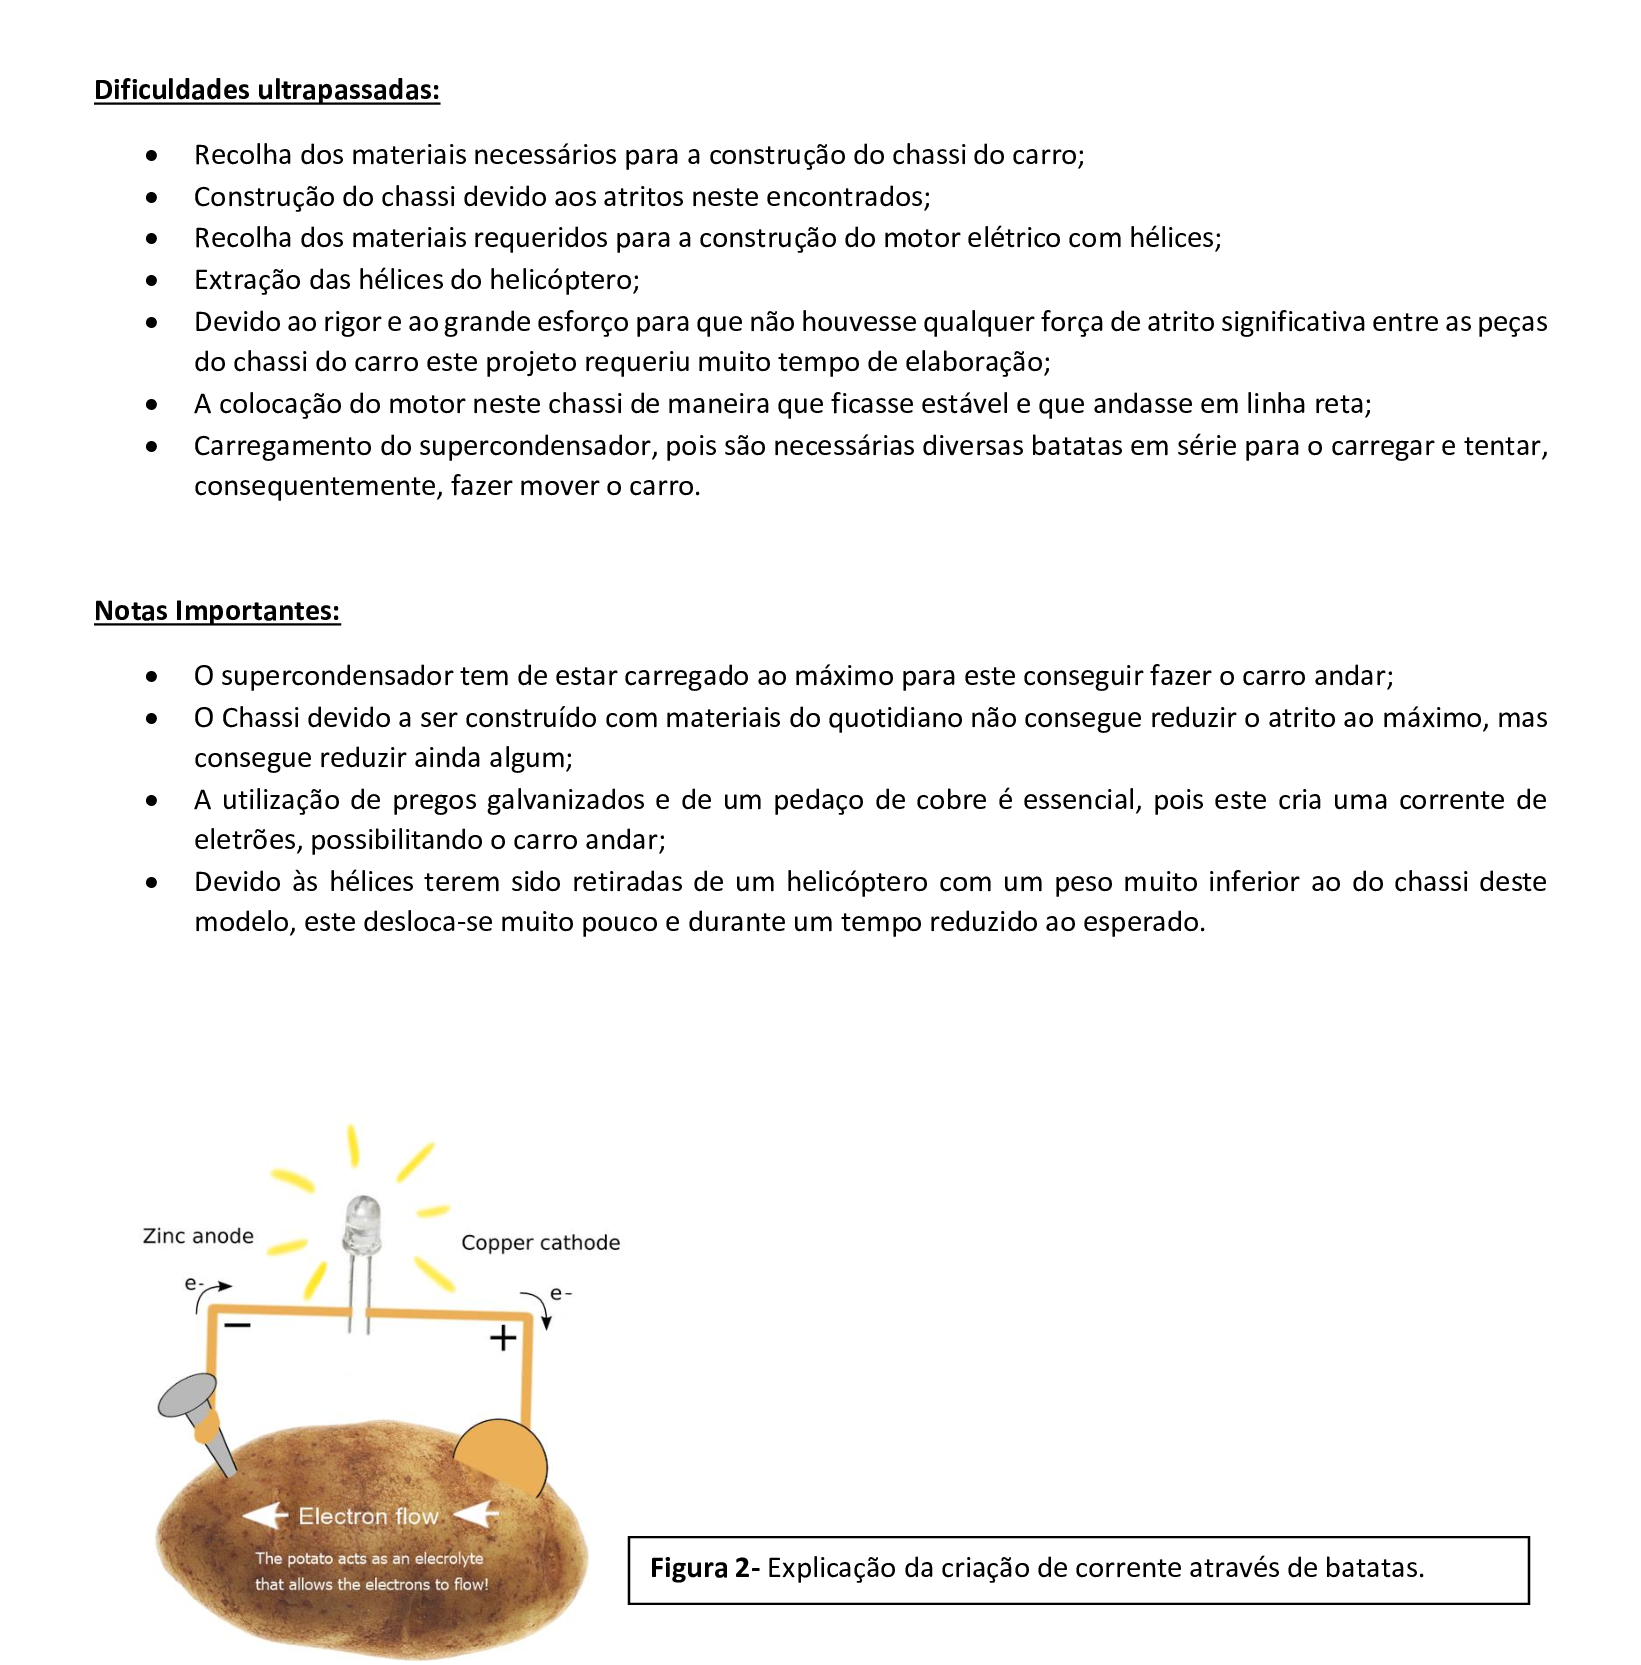 Dificuldades ultrapassadas:
• Recolha dos materiais necessários para a construção do chassi do carro;
• Construção do chassi devido aos atritos neste encontrados;
• Recolha dos materiais requeridos para a construção do motor elétrico com hélices;
• Extração das hélices do helicóptero;
• Devido ao rigor e ao grande esforço para que não houvesse qualquer força de atrito significativa entre as peças
do chassi do carro este projeto requeriu muito tempo de elaboração;
• A colocação do motor neste chassi de maneira que ficasse estável e que andasse em linha reta;
• Carregamento do supercondensador, pois são necessárias diversas batatas em série para o carregar e tentar,
consequentemente, fazer mover o carro.
Notas Importantes:
• O supercondensador tem de estar carregado ao máximo para este conseguir fazer o carro andar;
• O Chassi devido a ser construído com materiais do quotidiano não consegue reduzir o atrito ao máximo, mas
consegue reduzir ainda algum;
• A utilização de pregos galvanizados e de um pedaço de cobre é essencial, pois este cria uma corrente de
eletrões, possibilitando o carro andar;
• Devido às hélices terem sido retiradas de um helicóptero com um peso muito inferior ao do chassi deste
modelo, este desloca-se muito pouco e durante um tempo reduzido ao esperado.
Zinc anode
Copper cathode
e-
e-
−
+
Electron flow
The potato acts as an elecrolyte
that allows the electrons to flow!
Figura 2- Explicação da criação de corrente através de batatas.